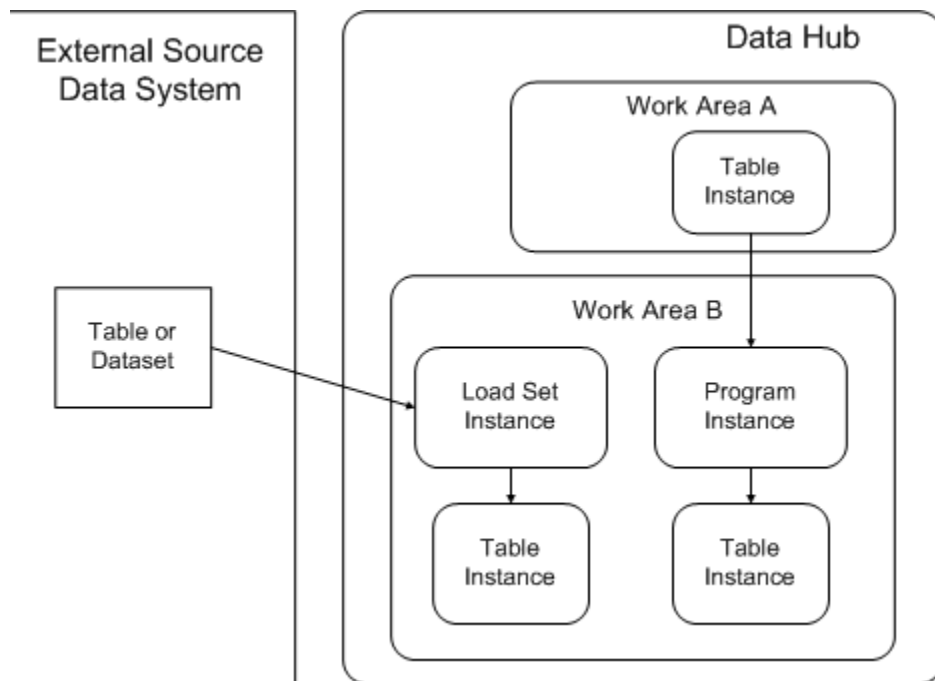 External Source
Data System
Data Hub
Work Area A
Table
Instance
Work Area B
Table or
Dataset
Load Set
Instance
Program
Instance
Table
Instance
Table
Instance